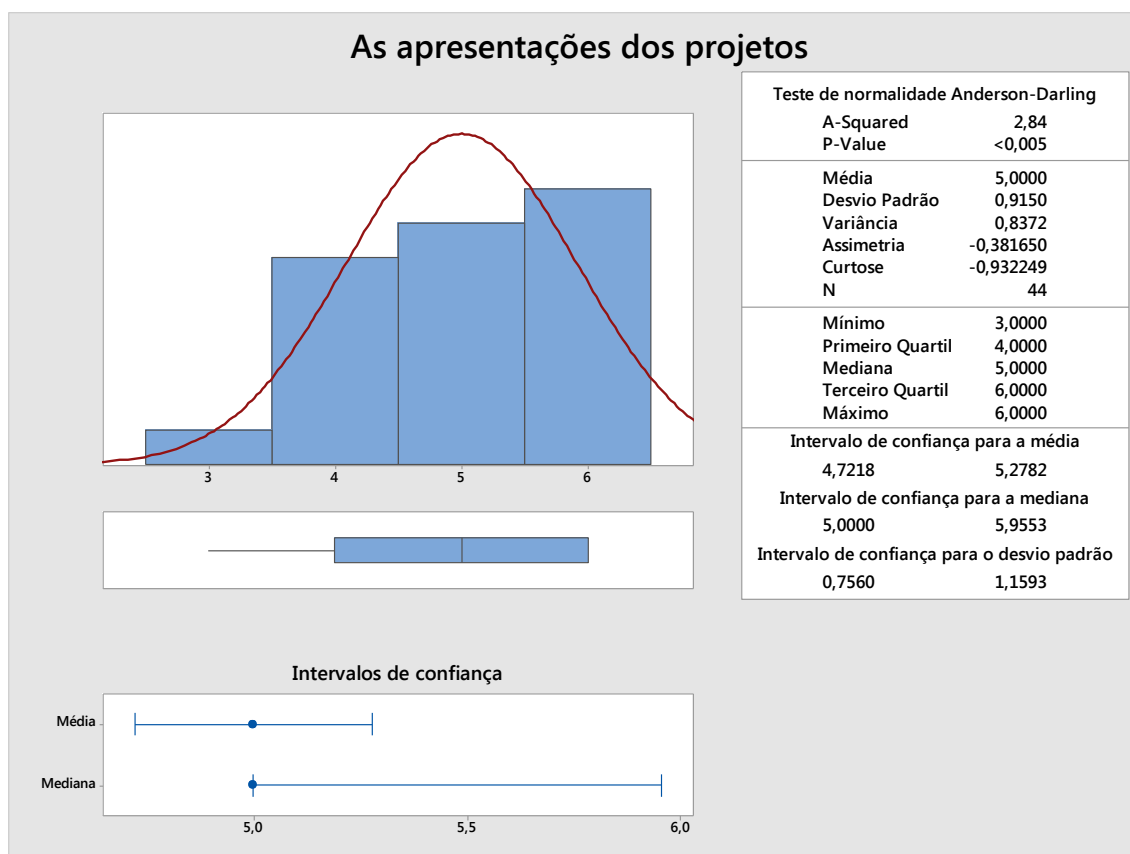 As apresentações dos projetos
3 4 5 6
Intervalos de confiança
Média
Mediana
5,0 5,5 6,0
Teste de normalidade Anderson-Darling
A-Squared 2,84
P-Value <0,005
Média 5,0000
Desvio Padrão 0,9150
Variância 0,8372
Assimetria -0,381650
Curtose -0,932249
N 44
Mínimo 3,0000
Primeiro Quartil 4,0000
Mediana 5,0000
Terceiro Quartil 6,0000
Máximo 6,0000
Intervalo de confiança para a média
4,7218 5,2782
Intervalo de confiança para a mediana
5,0000 5,9553
Intervalo de confiança para o desvio padrão
0,7560 1,1593